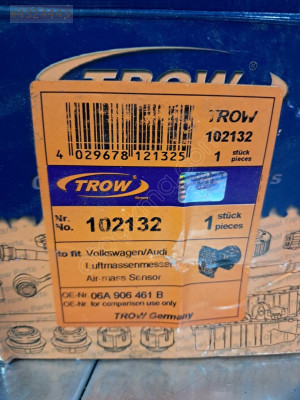 TROW
TROW
102132
1 stück
pieces
4 029678 121325
TROW
Germany
Nr.
No. 102132
1 stück
pieces
to fit Volkswagen/Audi
Luftmassenmesser
Air-mass Sensor
OE-Nr. 06A 906 461 B
OE-Nr. for comparison use only
TROW Germany